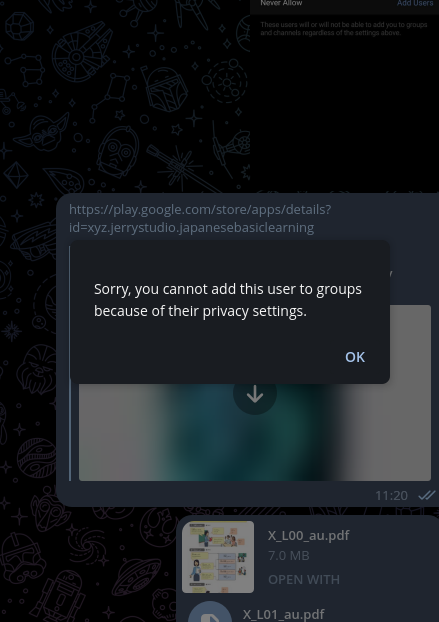 Never Allow
Add Users
These users will or will not be able to add you to groups
and channels regardless of the settings above.
https://play.google.com/store/apps/details?
id=xyz.jerrystudio.japanesebasiclearning
Sorry, you cannot add this user to groups
because of their privacy settings.
OK
11:20
X_L00_au.pdf
7.0 MB
OPEN WITH
X_L01_au.pdf